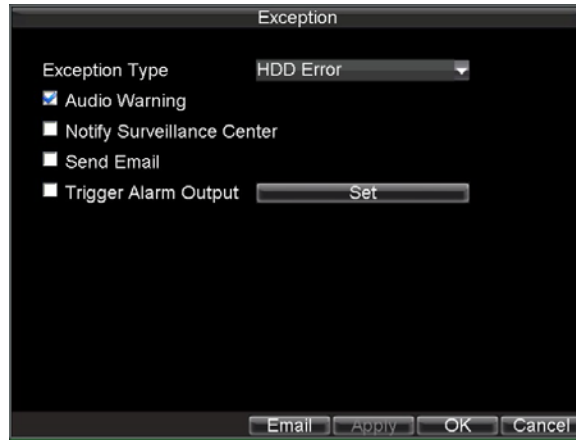 Exception
Exception Type HDD Error
Audio Warning
Notify Surveillance Center
Send Email
Trigger Alarm Output Set
Email Apply OK Cancel